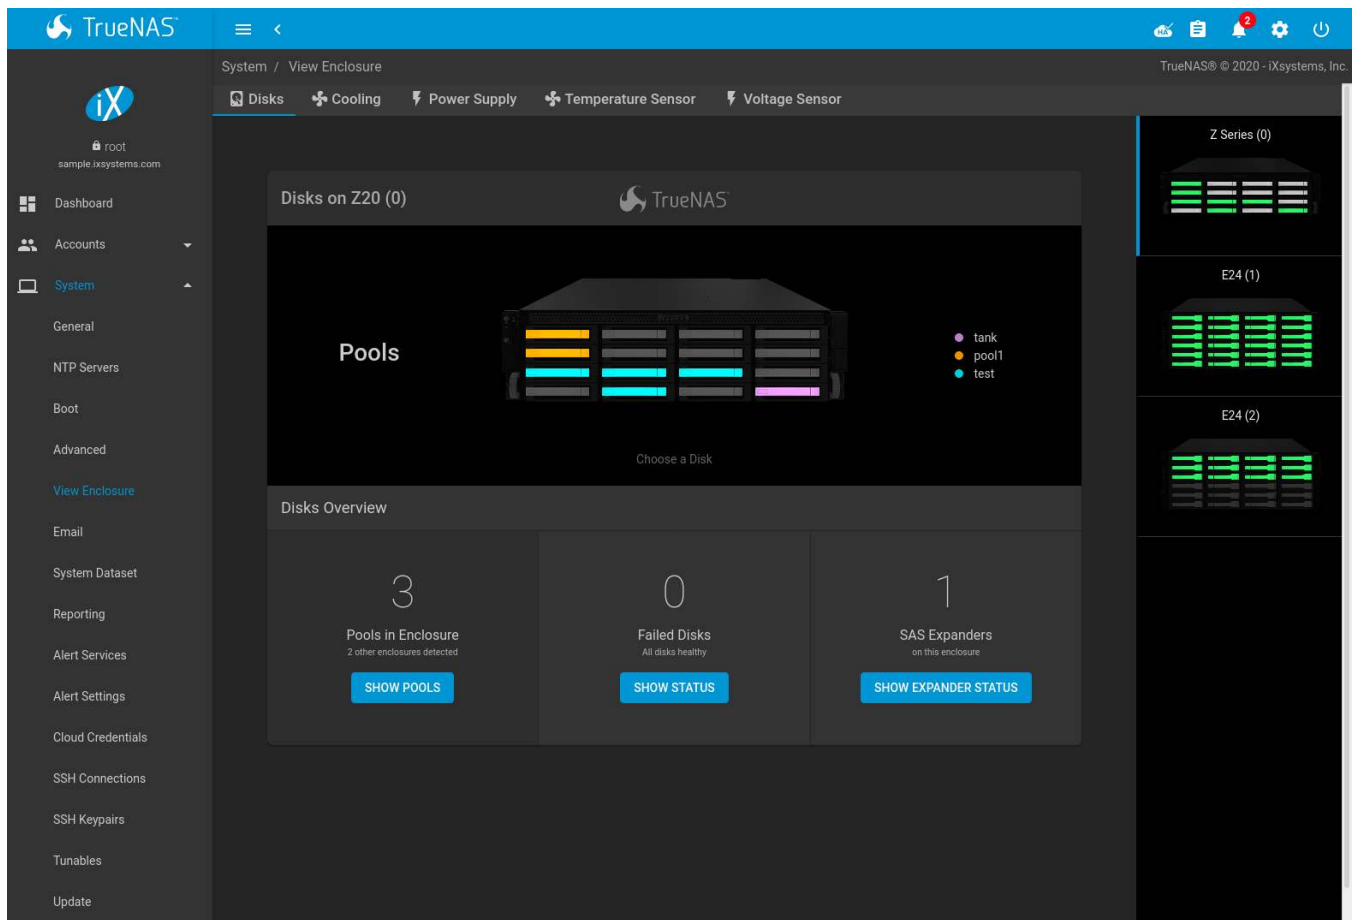 TrueNAS
HA
2
System / View Enclosure
TrueNAS® © 2020 - iXsystems, Inc.
iX
root
sample.ixsystems.com
Dashboard
Accounts
System
General
NTP Servers
Boot
Advanced
View Enclosure
Email
System Dataset
Reporting
Alert Services
Alert Settings
Cloud Credentials
SSH Connections
SSH Keypairs
Tunables
Update
Disks
Cooling
Power Supply
Temperature Sensor
Voltage Sensor
Disks on Z20 (0)
TrueNAS
Pools
tank
pool1
test
Choose a Disk
Disks Overview
3
Pools in Enclosure
2 other enclosures detected
SHOW POOLS
0
Failed Disks
All disks healthy
SHOW STATUS
1
SAS Expanders
on this enclosure
SHOW EXPANDER STATUS
Z Series (0)
E24 (1)
E24 (2)